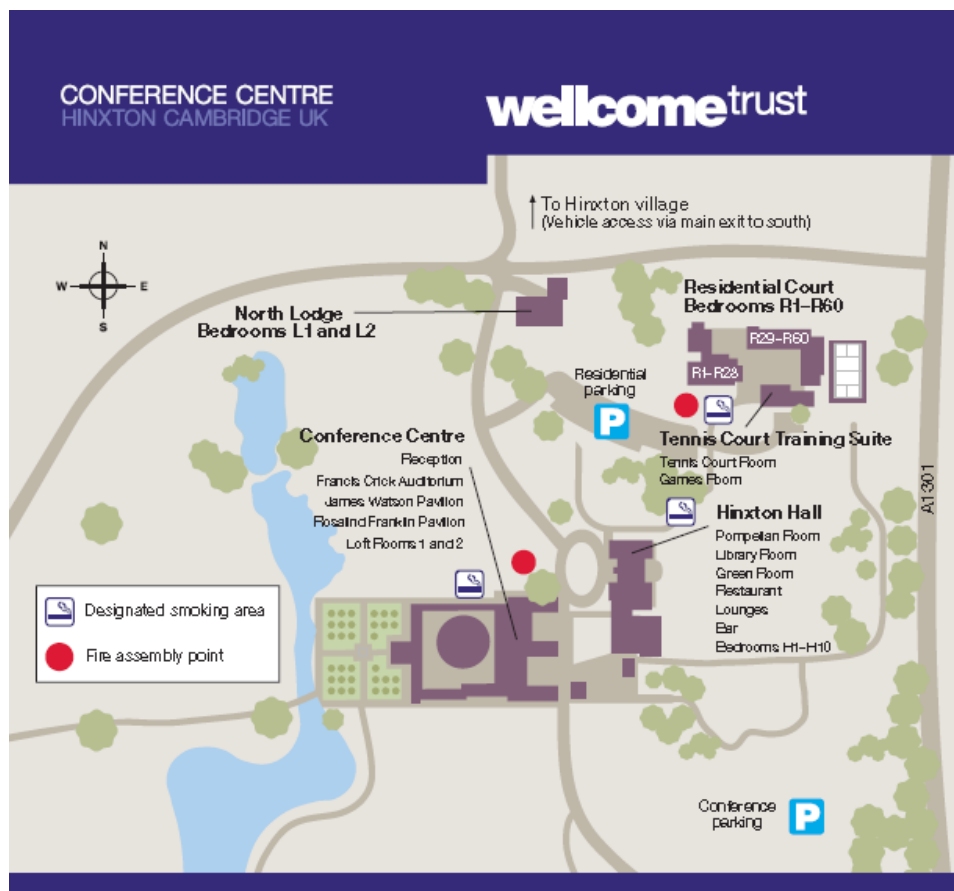 CONFERENCE CENTRE
HINXTON CAMBRIDGE UK
wellcometrust
To Hinxton village
(Vehicle access via main exit to south)
N
W E
S
North Lodge
Bedrooms L1 and L2
Residential Court
Bedrooms R1–R60
R29–R60
R1–R28
Residential
parking
P
Tennis Court Training Suite
Tennis Court Room
Games Room
Conference Centre
Reception
Francis Crick Auditorium
James Watson Pavilion
Rosalind Franklin Pavilion
Loft Rooms 1 and 2
Hinxton Hall
Pompeian Room
Library Room
Green Room
Restaurant
Lounges
Bar
Bedrooms H1–H10
A1301
Designated smoking area
Fire assembly point
Conference
parking
P